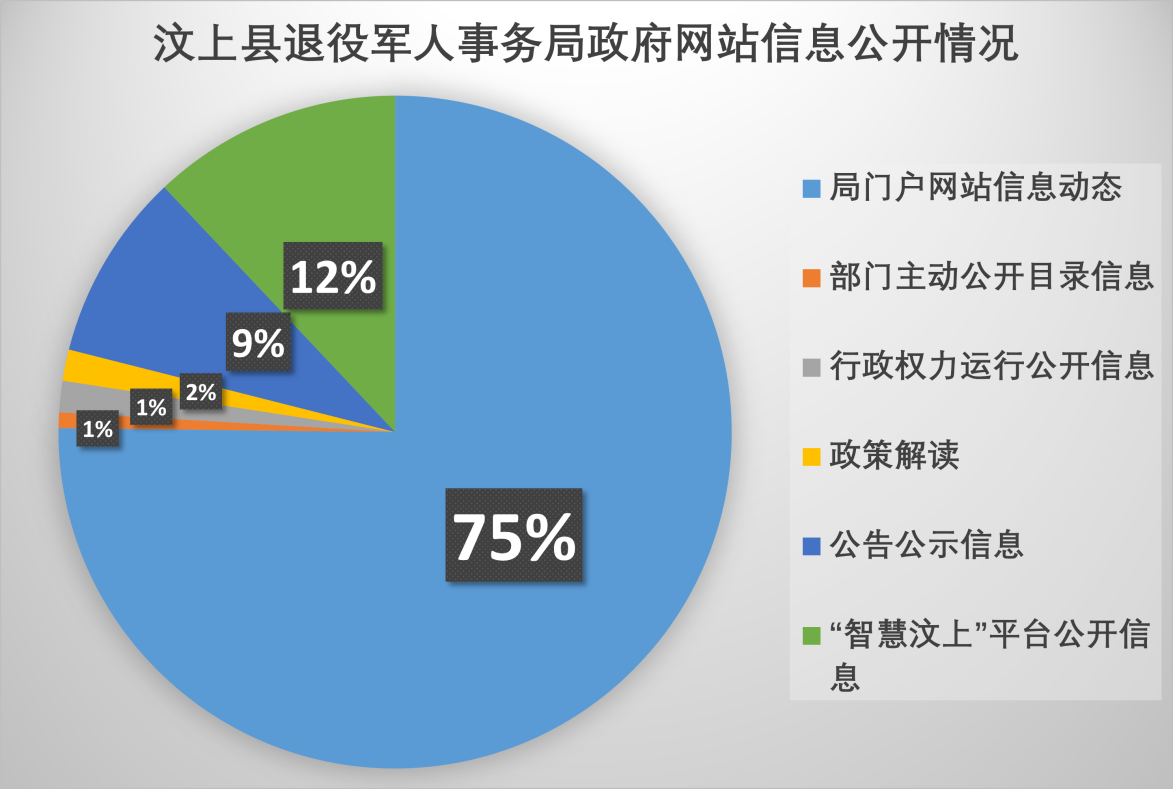 汶上县退役军人事务局政府网站信息公开情况
12%
9%
2%
1%
1%
75%
局门户网站信息动态
部门主动公开目录信息
行政权力运行公开信息
政策解读
公告公示信息
“智慧汶上”平台公开信
息